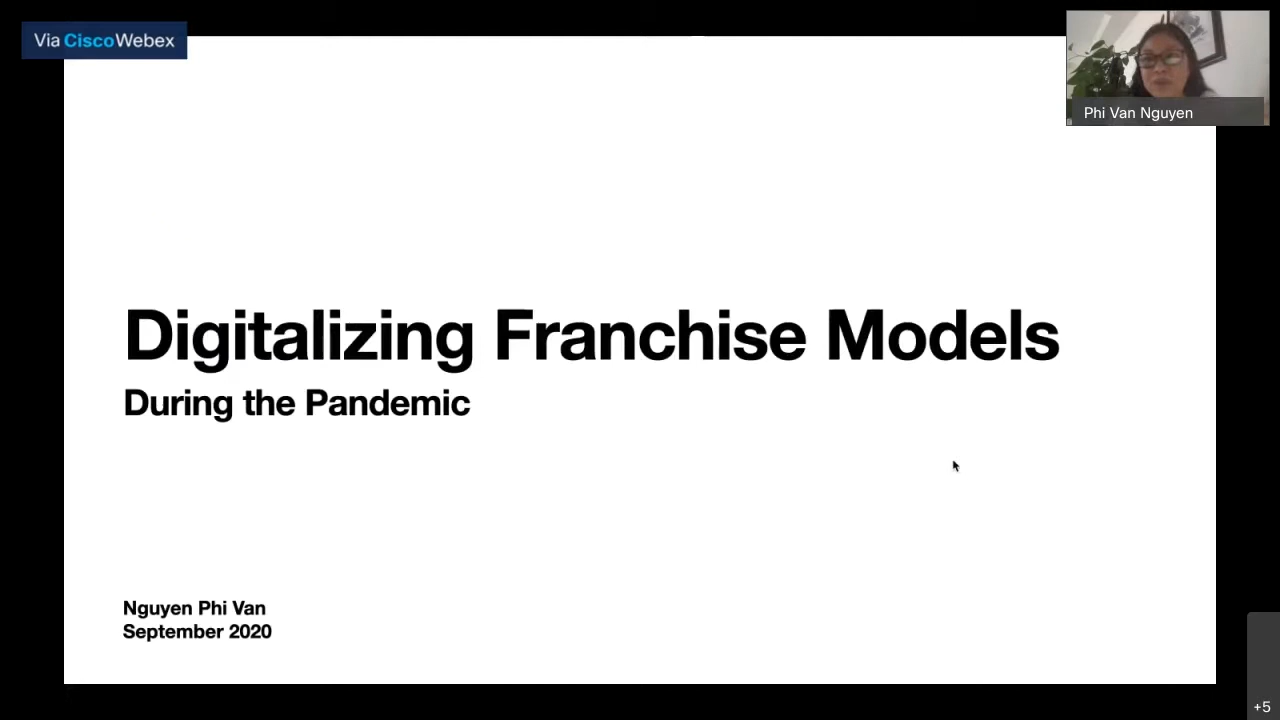 Via CiscoWebex
Phi Van Nguyen
Digitalizing Franchise Models
During the Pandemic
Nguyen Phi Van
September 2020
+5